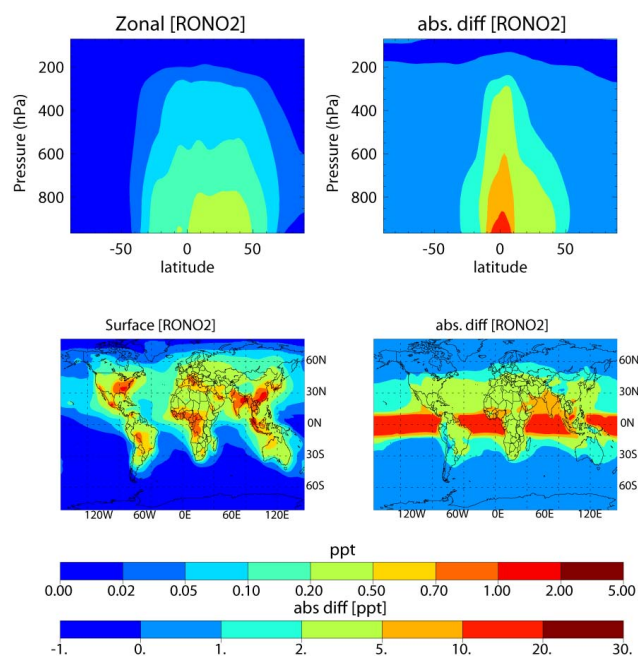 Zonal [RONO2] abs. diff [RONO2]
200 200
400 400
600 600
800 800
Pressure (hPa) Pressure (hPa)
-50 0 50 -50 0 50
latitude latitude
Surface [RONO2] abs. diff [RONO2]
60N 60N
30N 30N
0N 0N
30S 30S
60S 60S
120W 60W 0E 60E 120E 120W 60W 0E 60E 120E
ppt
0.00 0.02 0.05 0.10 0.20 0.50 0.70 1.00 2.00 5.00
abs diff [ppt]
-1. 0. 1. 2. 5. 10. 20. 30.